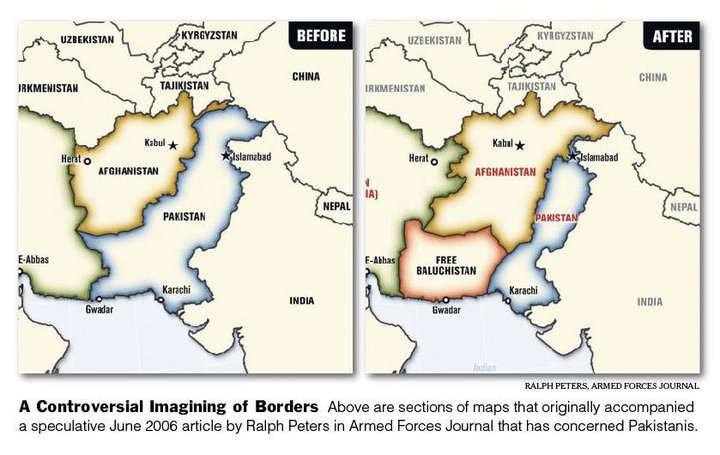 BEFORE
UZBEKISTAN
KYRGYZSTAN
CHINA
TAJIKISTAN
RKMENISTAN
Kabul
Herat
Islamabad
AFGHANISTAN
NEPAL
PAKISTAN
E-Abbas
Karachi
INDIA
Gwadar
AFTER
UZBEKISTAN
KYRGYZSTAN
CHINA
TAJIKISTAN
RKMENISTAN
Kabul
Herat
Islamabad
AFGHANISTAN
N
IA)
NEPAL
PAKISTAN
E-Abbas
FREE
BALUCHISTAN
Karachi
INDIA
Gwadar
Indian
RALPH PETERS, ARMED FORCES JOURNAL
A Controversial Imagining of Borders Above are sections of maps that originally accompanied
a speculative June 2006 article by Ralph Peters in Armed Forces Journal that has concerned Pakistanis.